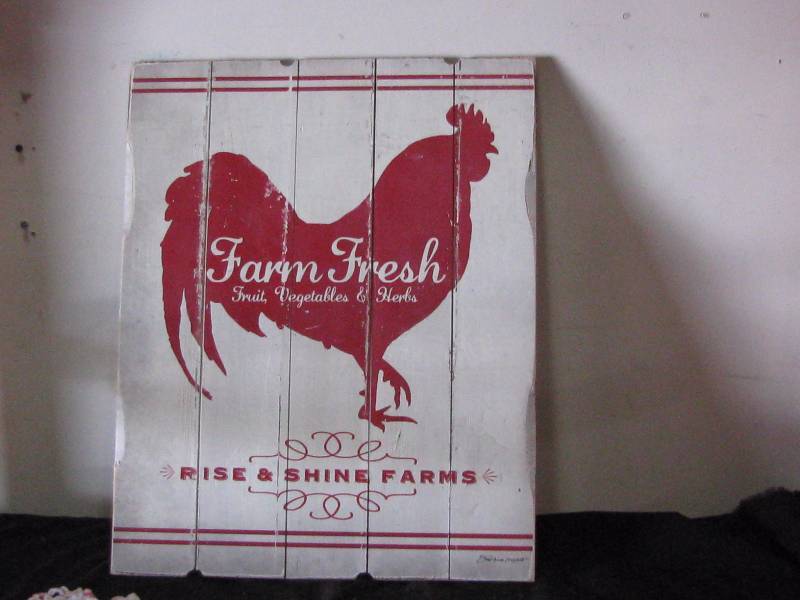 Farm Fresh
Fruit, Vegetables & Herbs
RISE & SHINE FARMS